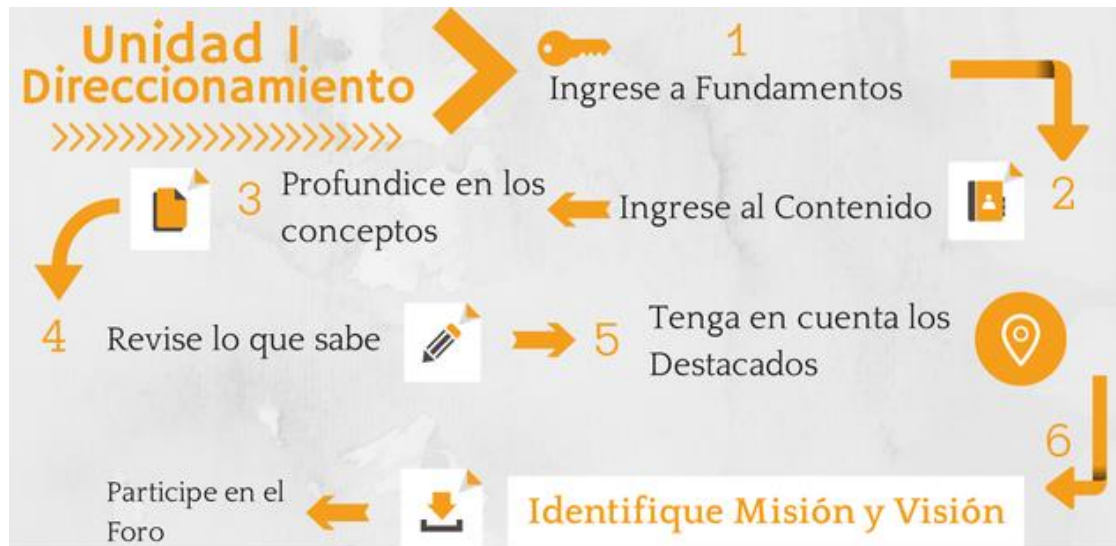 Unidad I
Direccionamiento
1
Ingrese a Fundamentos
2
Ingrese al Contenido
3
Profundice en los
conceptos
4
Revise lo que sabe
5
Tenga en cuenta los
Destacados
6
Identifique Misión y Visión
Participe en el
Foro